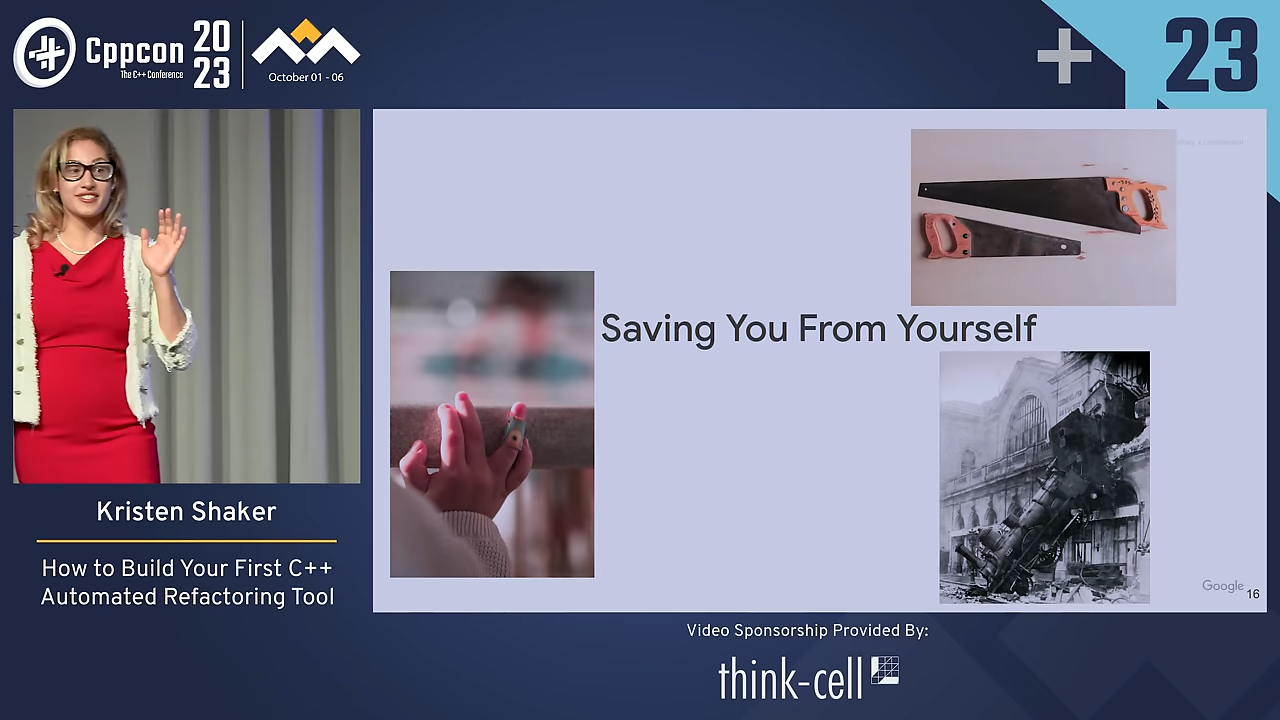 Cppcon
The C++ Conference
20
23
October 01 - 06
23
Saving You From Yourself
Google
16
Kristen Shaker
How to Build Your First C++
Automated Refactoring Tool
Video Sponsorship Provided By:
think-cell